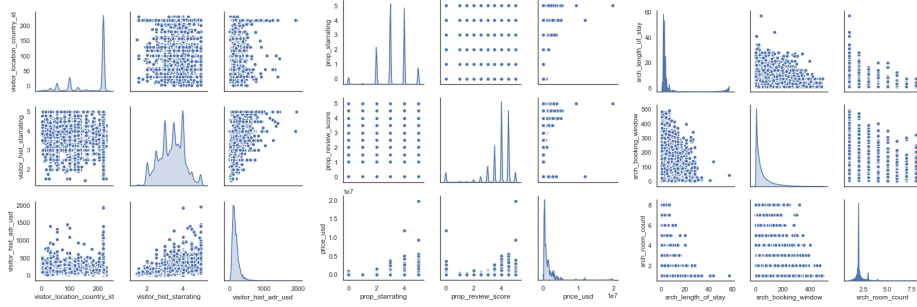 visitor_location_country_id
200
150
100
50
0
visitor_hist_starrating
5
4
3
2
visitor_hist_adr_usd
2000
1500
1000
500
0
0 100 200
visitor_location_country_id
2 4
visitor_hist_starrating
0 1000 2000
visitor_hist_adr_usd
prop_starrating
5
4
3
2
1
0
prop_review_score
5
4
3
2
1
0
1e7
price_usd
2.0
1.5
1.0
0.5
0.0
0 2 4
prop_starrating
0 2 4
prop_review_score
0 1 2
1e7
price_usd
srch_length_of_stay
60
40
20
0
srch_booking_window
500
400
300
200
100
0
srch_room_count
8
6
4
2
0 20 40 60
srch_length_of_stay
0 200 400
srch_booking_window
2.5 5.0 7.5
srch_room_count